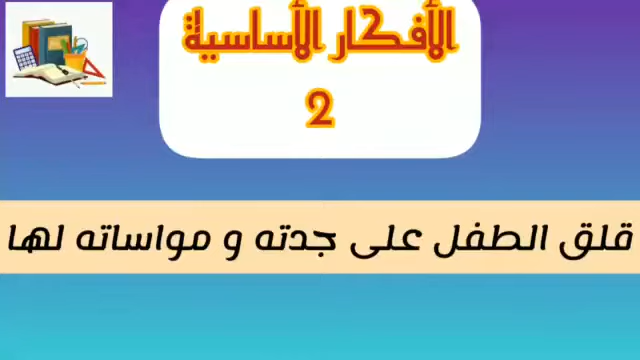 الأفكار الأساسية
2
قلق الطفل على جدته و مواساته لها